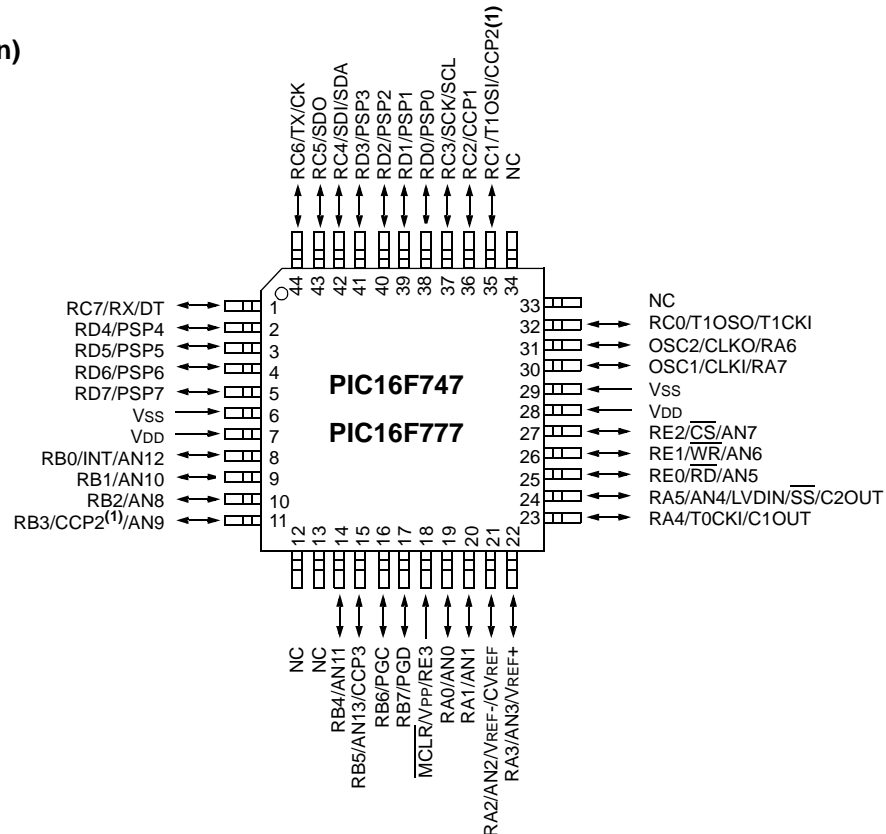 n)
RC6/TX/CK
RC5/SDO
RC4/SDI/SDA
RD3/PSP3
RD2/PSP2
RD1/PSP1
RD0/PSP0
RC3/SCK/SCL
RC2/CCP1
RC1/T1OSI/CCP2(1)
NC
44
43
42
41
40
39
38
37
36
35
34
RC7/RX/DT 1
RD4/PSP4 2
RD5/PSP5 3
RD6/PSP6 4
RD7/PSP7 5
VSS 6
VDD 7
RB0/INT/AN12 8
RB1/AN10 9
RB2/AN8 10
RB3/CCP2(1)/AN9 11
PIC16F747
PIC16F777
33 NC
32 RC0/T1OSO/T1CKI
31 OSC2/CLKO/RA6
30 OSC1/CLKI/RA7
29 VSS
28 VDD
27 RE2/CS/AN7
26 RE1/WR/AN6
25 RE0/RD/AN5
24 RA5/AN4/LVDIN/SS/C2OUT
23 RA4/T0CKI/C1OUT
12
13
14
15
16
17
18
19
20
21
22
NC
NC
RB4/AN11
RB5/AN13/CCP3
RB6/PGC
RB7/PGD
MCLR/VPP/RE3
RA0/AN0
RA1/AN1
RA2/AN2/VREF-/CVREF
RA3/AN3/VREF+